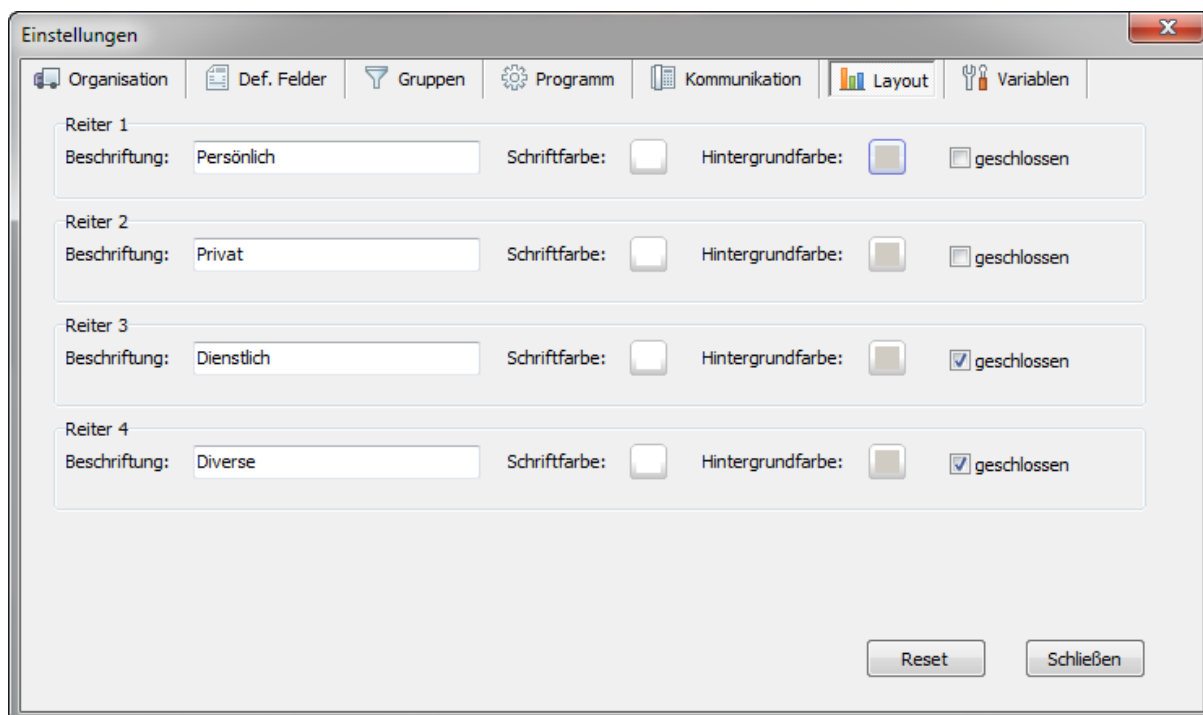 Einstellungen
Organisation Def. Felder Gruppen Programm Kommunikation Layout Variablen
Reiter 1
Beschriftung: Persönlich Schriftfarbe: Hintergrundfarbe: geschlossen
Reiter 2
Beschriftung: Privat Schriftfarbe: Hintergrundfarbe: geschlossen
Reiter 3
Beschriftung: Dienstlich Schriftfarbe: Hintergrundfarbe: geschlossen
Reiter 4
Beschriftung: Diverse Schriftfarbe: Hintergrundfarbe: geschlossen
Reset Schließen